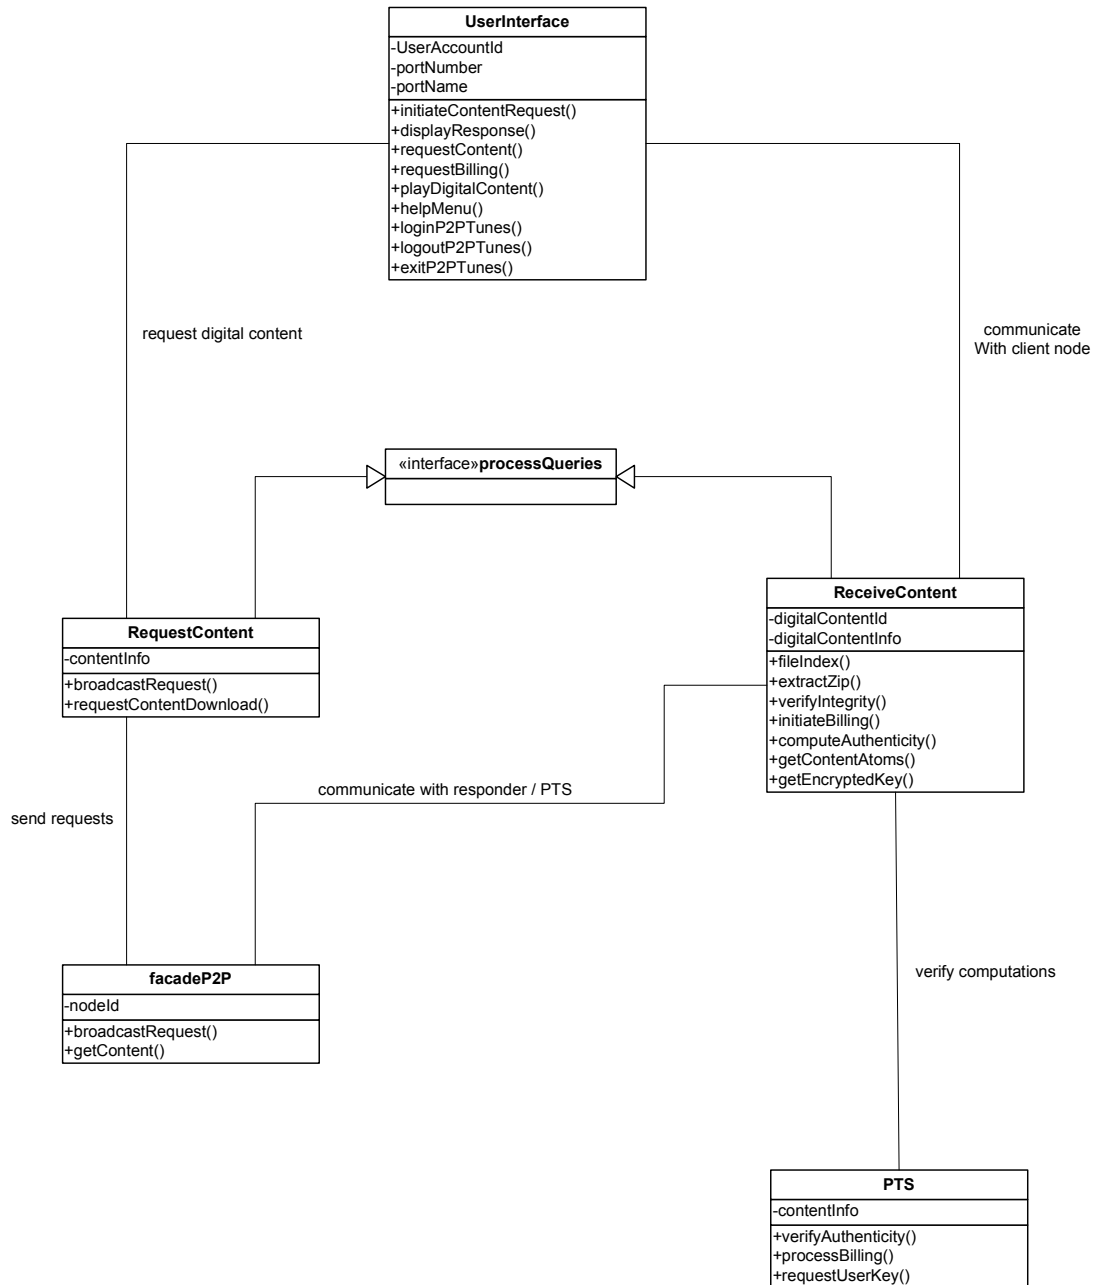 UserInterface
-UserAccountId
-portNumber
-portName
+initiateContentRequest()
+displayResponse()
+requestContent()
+requestBilling()
+playDigitalContent()
+helpMenu()
+loginP2PTunes()
+logoutP2PTunes()
+exitP2PTunes()
request digital content
communicate
With client node
«interface»processQueries
RequestContent
-contentInfo
+broadcastRequest()
+requestContentDownload()
ReceiveContent
-digitalContentId
-digitalContentInfo
+fileIndex()
+extractZip()
+verifyIntegrity()
+initiateBilling()
+computeAuthenticity()
+getContentAtoms()
+getEncryptedKey()
communicate with responder / PTS
send requests
facadeP2P
-nodeId
+broadcastRequest()
+getContent()
verify computations
PTS
-contentInfo
+verifyAuthenticity()
+processBilling()
+requestUserKey()